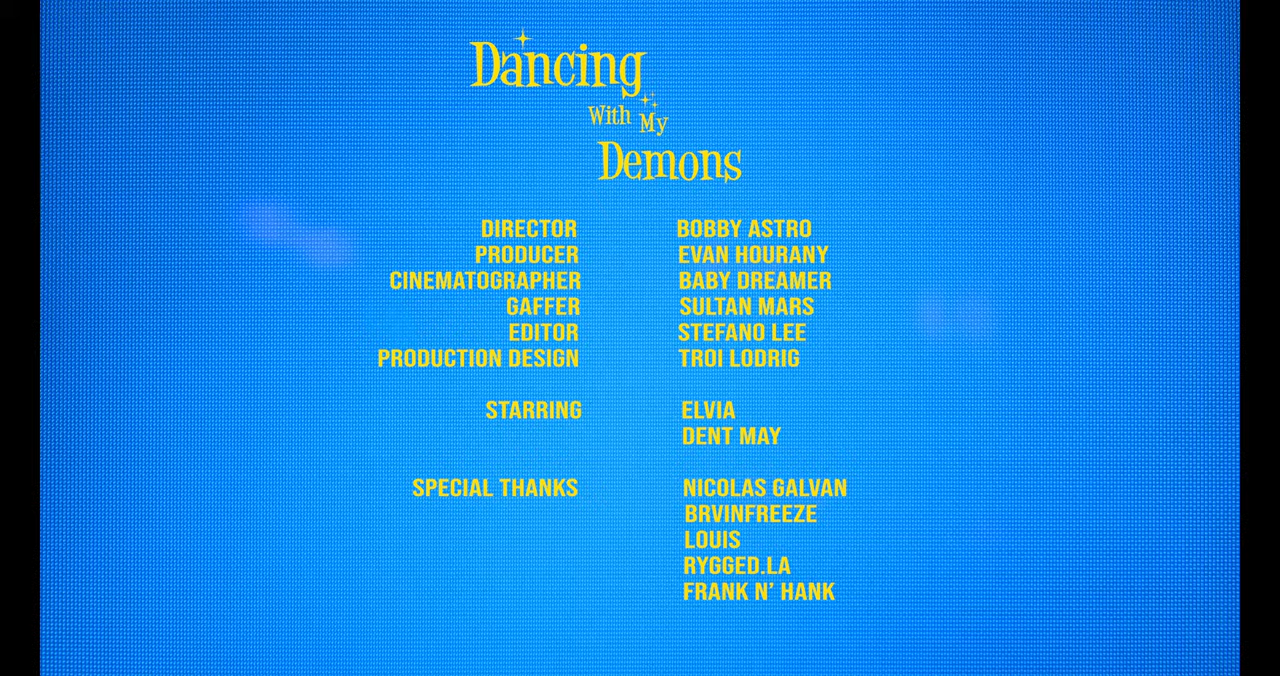 Dancing
With My
Demons
DIRECTOR BOBBY ASTRO
PRODUCER EVAN HOURANY
CINEMATOGRAPHER BABY DREAMER
GAFFER SULTAN MARS
EDITOR STEFANO LEE
PRODUCTION DESIGN TROI LODRIG
STARRING ELVIA
DENT MAY
SPECIAL THANKS NICOLAS GALVAN
BRVINFREEZE
LOUIS
RYGGED.LA
FRANK N’ HANK